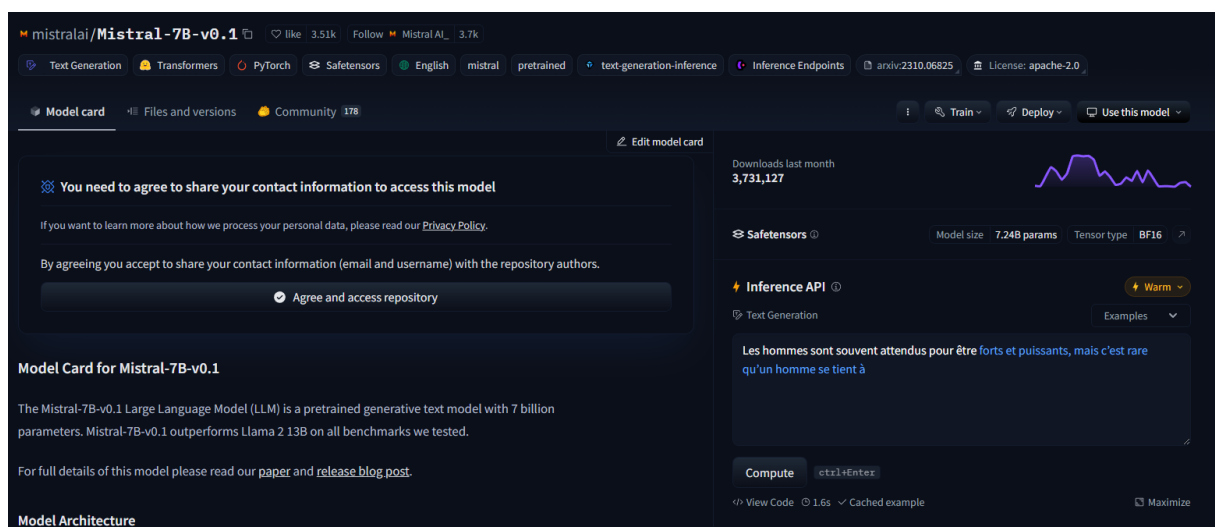 mistralai/Mistral-7B-v0.1 like 3.51k Follow Mistral AI_ 3.7k
Text Generation Transformers PyTorch Safetensors English mistral pretrained text-generation-inference Inference Endpoints arxiv:2310.06825 License: apache-2.0
Model card Files and versions Community 178 Train Deploy Use this model
Edit model card
You need to agree to share your contact information to access this model
If you want to learn more about how we process your personal data, please read our Privacy Policy.
By agreeing you accept to share your contact information (email and username) with the repository authors.
Agree and access repository
Model Card for Mistral-7B-v0.1
The Mistral-7B-v0.1 Large Language Model (LLM) is a pretrained generative text model with 7 billion
parameters. Mistral-7B-v0.1 outperforms Llama 2 13B on all benchmarks we tested.
For full details of this model please read our paper and release blog post.
Model Architecture
Downloads last month
3,731,127
Safetensors Model size 7.24B params Tensor type BF16
Inference API Warm
Text Generation Examples
Les hommes sont souvent attendus pour être forts et puissants, mais c'est rare
qu'un homme se tient à
Compute ctrl+Enter
</> View Code 1.6s Cached example Maximize